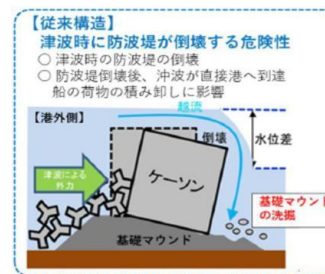 【従来構造】
津波時に防波堤が倒壊する危険性
○ 津波時の防波堤の倒壊
○ 防波堤倒壊後、沖波が直接港へ到達
船の荷物の積み卸しに影響
越流
【港外側】
倒壊
水位差
津波による
外力
ケーソン
基礎マウンド
の洗掘
基礎マウンド